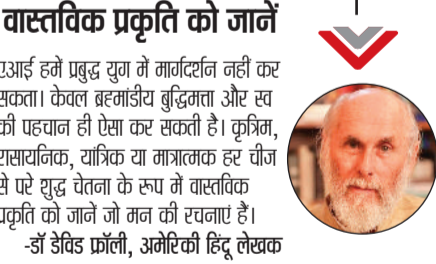 वास्तविक प्रकृति को जानें
एआई हमें प्रबुद्ध युग में मार्गदर्शन नहीं कर
सकता। केवल ब्रह्मांडीय बुद्धिमत्ता और स्व
की पहचान ही ऐसा कर सकती है। कृत्रिम,
रासायनिक, यांत्रिक या मात्रात्मक हर चीज
से परे शुद्ध चेतना के रूप में वास्तविक
प्रकृति को जानें जो मन की रचनाएं हैं।
-डॉ डेविड फ्रॉली, अमेरिकी हिंदू लेखक